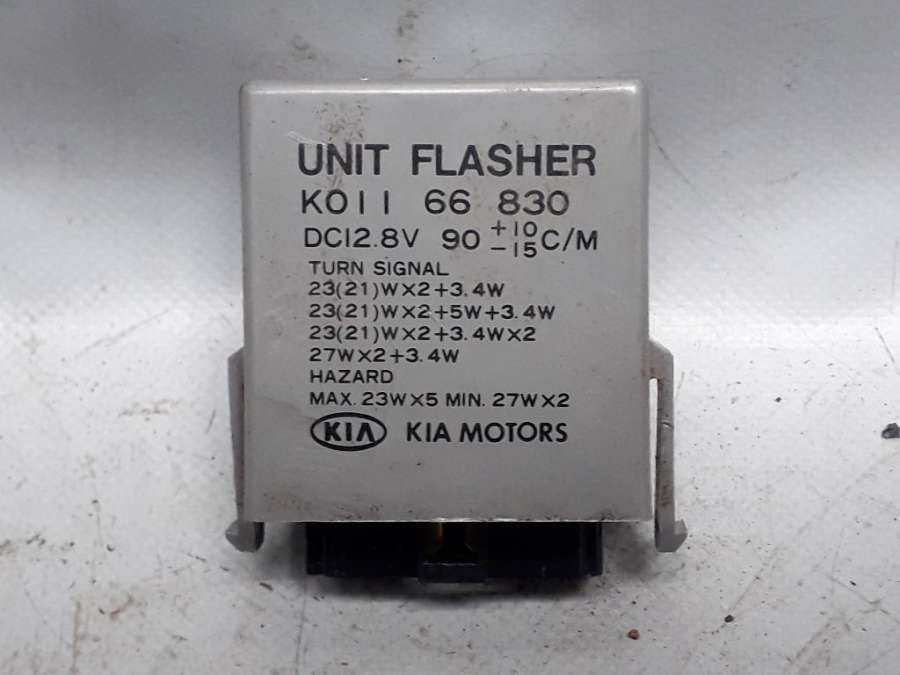 UNIT FLASHER
K011 66 830
DC12.8V 90 +10 -15 C/M
TURN SIGNAL
23(21)W×2+3.4W
23(21)W×2+5W+3.4W
23(21)W×2+3.4W×2
27W×2+3.4W
HAZARD
MAX. 23W×5 MIN. 27W×2
KIA KIA MOTORS